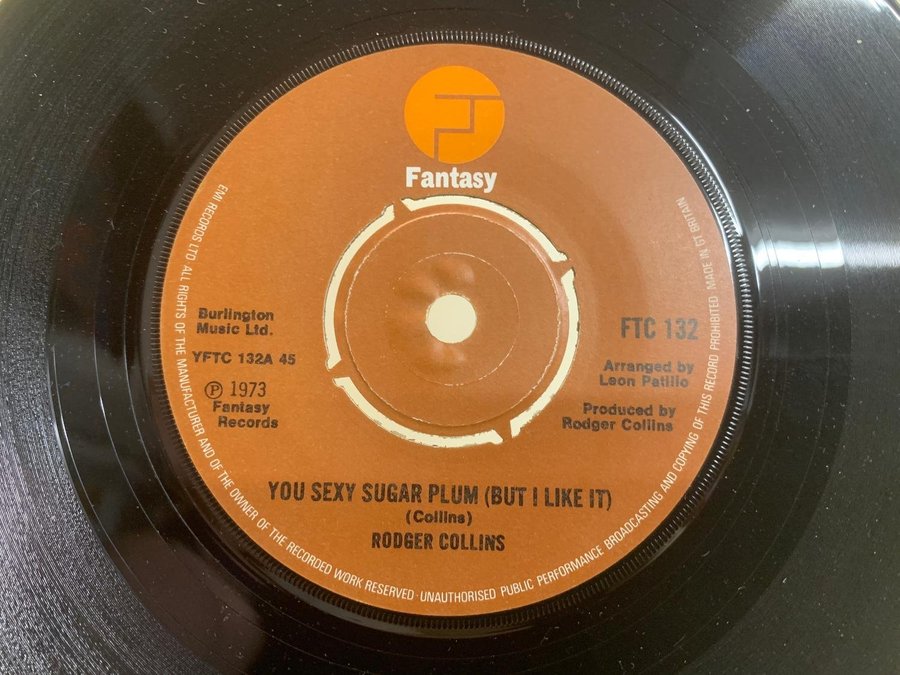 Fantasy
EMI RECORDS LTD ALL RIGHTS OF THE MANUFACTURER AND OF THE OWNER OF THE RECORDED WORK RESERVED · UNAUTHORISED PUBLIC PERFORMANCE BROADCASTING AND COPYING OF THIS RECORD PROHIBITED MADE IN GT BRITAIN
Burlington
Music Ltd.
YFTC 132A 45
Ⓟ 1973
Fantasy
Records
FTC 132
Arranged by
Leon Patillo
Produced by
Rodger Collins
YOU SEXY SUGAR PLUM (BUT I LIKE IT)
(Collins)
RODGER COLLINS